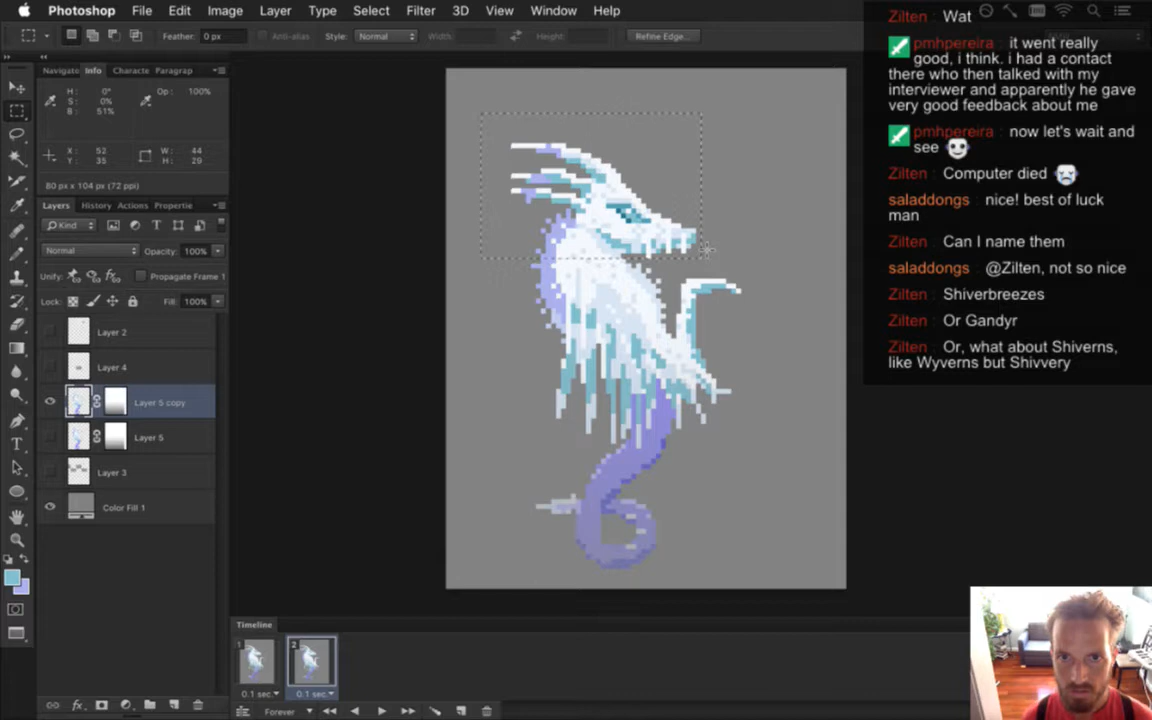 Photoshop File Edit Image Layer Type Select Filter 3D View Window Help
Feather: 0 px Anti-alias Style: Normal Width: Height: Refine Edge...
Navigate Info Characte Paragrap
H: 0° Op: 100%
S: 0%
B: 51%
X: 52 W: 44
Y: 35 H: 29
80 px x 104 px (72 ppi)
Layers History Actions Propertie
Kind
Normal Opacity: 100%
Unify: Propagate Frame 1
Lock: Fill: 100%
Layer 2
Layer 4
Layer 5 copy
Layer 5
Layer 3
Color Fill 1
T
fx
Timeline
1 2
0.1 sec. 0.1 sec.
Forever
Zilten : Wat
pmhpereira : it went really
good, i think. i had a contact
there who then talked with my
interviewer and apparently he gave
very good feedback about me
pmhpereira : now let's wait and
see
Zilten : Computer died
saladdongs : nice! best of luck
man
Zilten : Can I name them
saladdongs : @Zilten, not so nice
Zilten : Shiverbreezes
Zilten : Or Gandyr
Zilten : Or, what about Shiverns,
like Wyverns but Shivvery